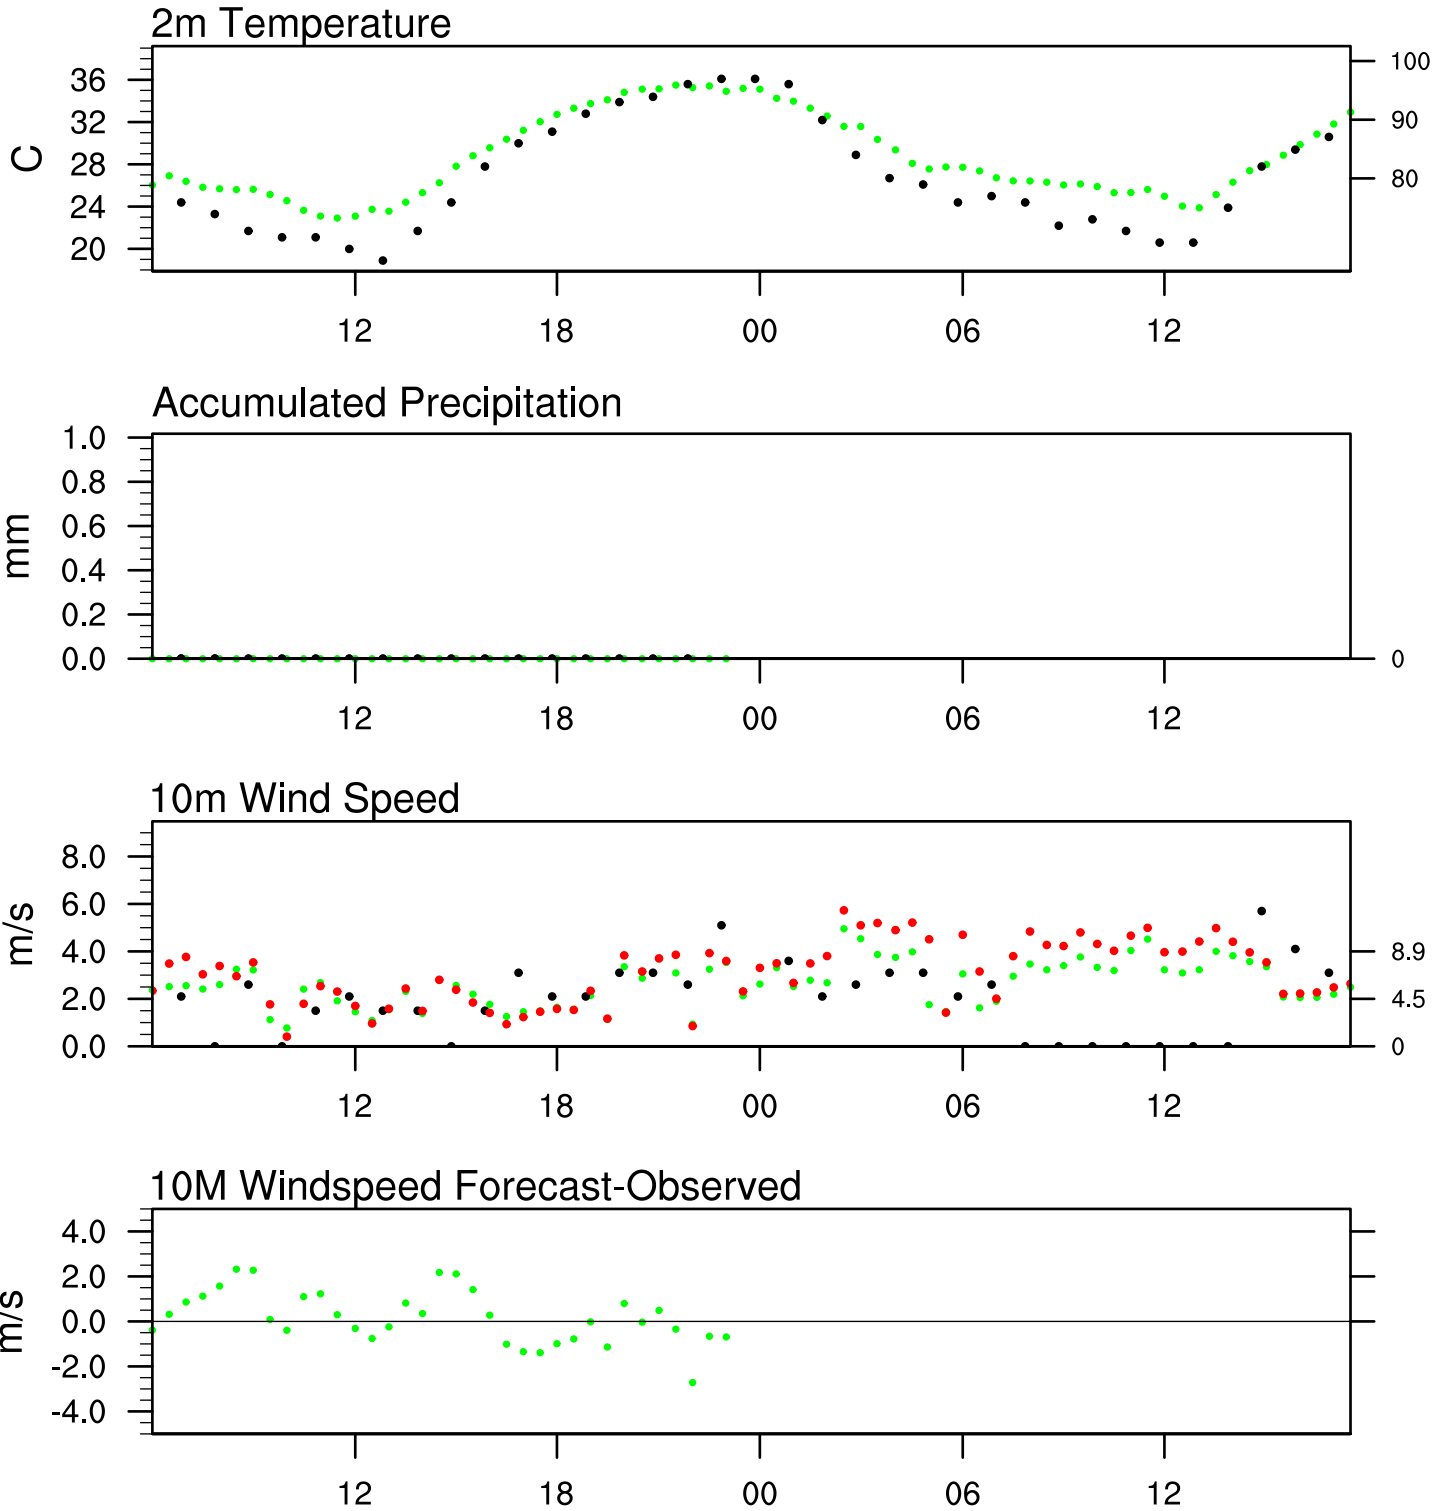 2m Temperature
36
32
28
24
20
C
100
90
80
12 18 00 06 12
Accumulated Precipitation
1.0
0.8
0.6
0.4
0.2
0.0
mm
0
12 18 00 06 12
10m Wind Speed
8.0
6.0
4.0
2.0
0.0
m/s
8.9
4.5
0
12 18 00 06 12
10M Windspeed Forecast-Observed
4.0
2.0
0.0
-2.0
-4.0
m/s
12 18 00 06 12